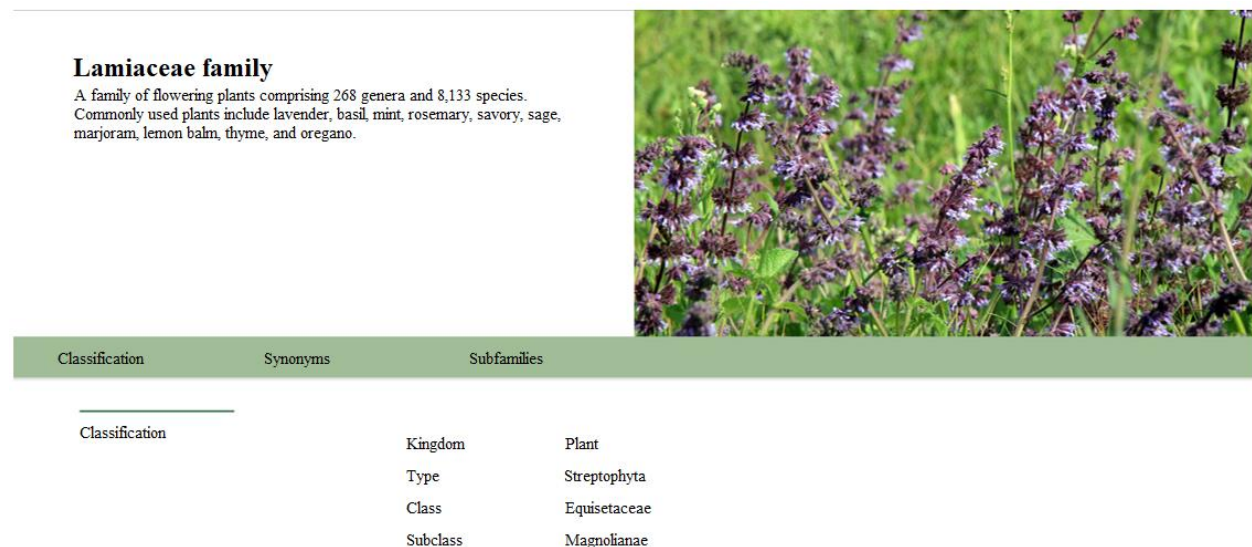 Lamiaceae family
A family of flowering plants comprising 268 genera and 8,133 species.
Commonly used plants include lavender, basil, mint, rosemary, savory, sage,
marjoram, lemon balm, thyme, and oregano.
Classification Synonyms Subfamilies
Classification
Kingdom Plant
Type Streptophyta
Class Equisetaceae
Subclass Magnolianae